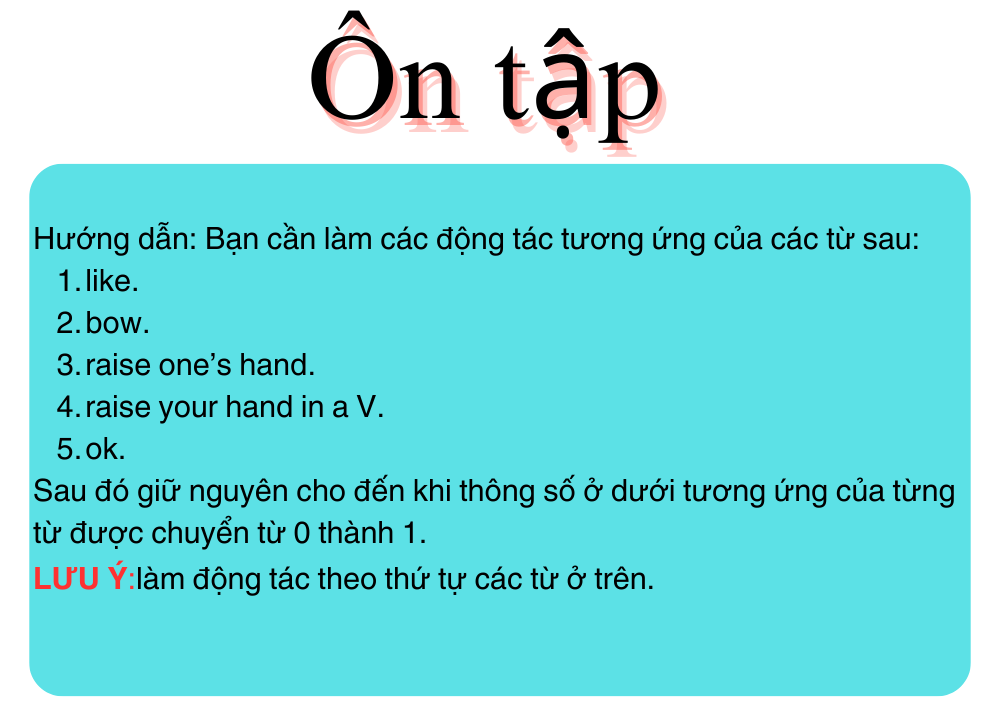 Ôn tập
Hướng dẫn: Bạn cần làm các động tác tương ứng của các từ sau:
1. like.
2. bow.
3. raise one’s hand.
4. raise your hand in a V.
5. ok.
Sau đó giữ nguyên cho đến khi thông số ở dưới tương ứng của từng
từ được chuyển từ 0 thành 1.
LƯU Ý:làm động tác theo thứ tự các từ ở trên.